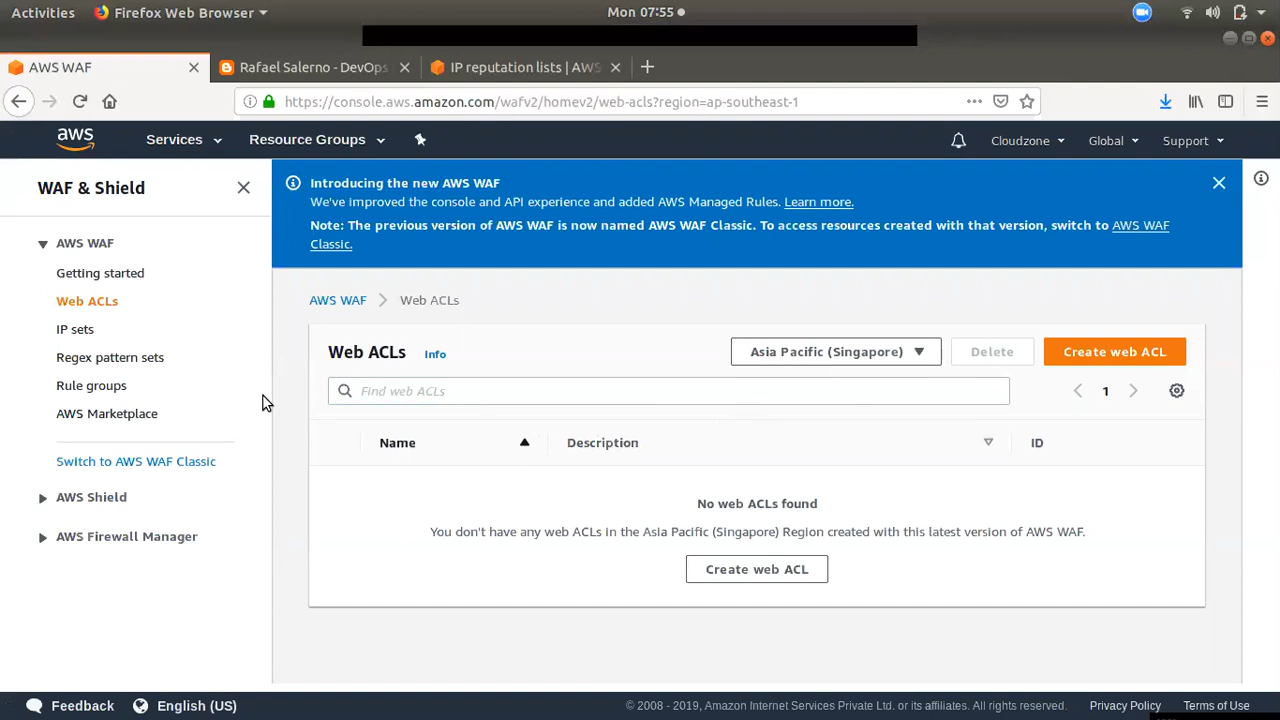 Activities Firefox Web Browser Mon 07:55
AWS WAF Rafael Salerno - DevOps IP reputation lists | AWS
https://console.aws.amazon.com/wafv2/homev2/web-acls?region=ap-southeast-1
aws Services Resource Groups Cloudzone Global Support
WAF & Shield
AWS WAF
Getting started
Web ACLs
IP sets
Regex pattern sets
Rule groups
AWS Marketplace
Switch to AWS WAF Classic
AWS Shield
AWS Firewall Manager
Introducing the new AWS WAF
We've improved the console and API experience and added AWS Managed Rules. Learn more.
Note: The previous version of AWS WAF is now named AWS WAF Classic. To access resources created with that version, switch to AWS WAF
Classic.
AWS WAF Web ACLs
Web ACLs Info Asia Pacific (Singapore) Delete Create web ACL
Find web ACLs 1
Name Description ID
No web ACLs found
You don't have any web ACLs in the Asia Pacific (Singapore) Region created with this latest version of AWS WAF.
Create web ACL
Feedback English (US) © 2008 - 2019, Amazon Internet Services Private Ltd. or its affiliates. All rights reserved. Privacy Policy Terms of Use